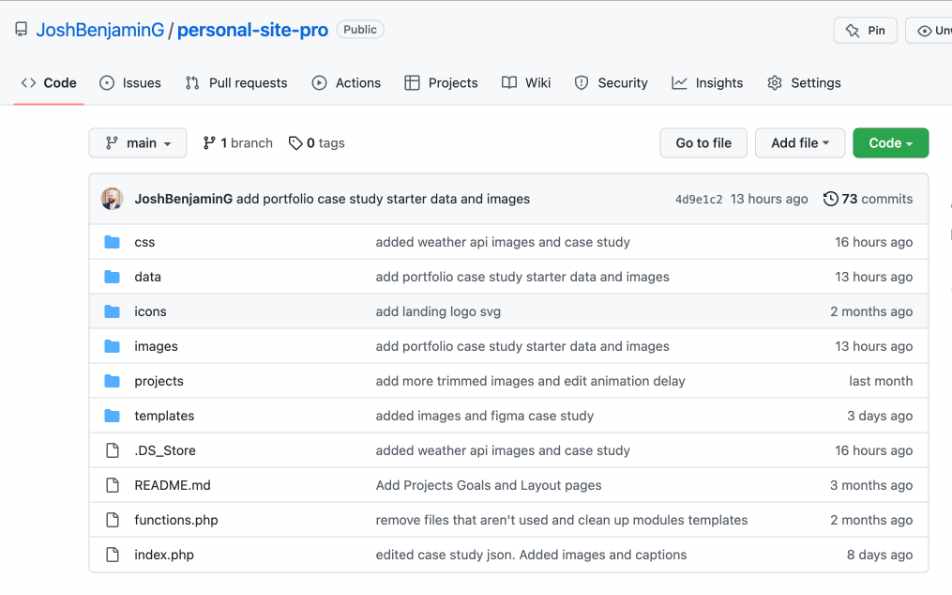 JoshBenjaminG / personal-site-pro Public Pin
Code Issues Pull requests Actions Projects Wiki Security Insights Settings
main 1 branch 0 tags Go to file Add file Code
JoshBenjaminG add portfolio case study starter data and images 4d9e1c2 13 hours ago 73 commits
css added weather api images and case study 16 hours ago
data add portfolio case study starter data and images 13 hours ago
icons add landing logo svg 2 months ago
images add portfolio case study starter data and images 13 hours ago
projects add more trimmed images and edit animation delay last month
templates added images and figma case study 3 days ago
.DS_Store added weather api images and case study 16 hours ago
README.md Add Projects Goals and Layout pages 3 months ago
functions.php remove files that aren't used and clean up modules templates 2 months ago
index.php edited case study json. Added images and captions 8 days ago